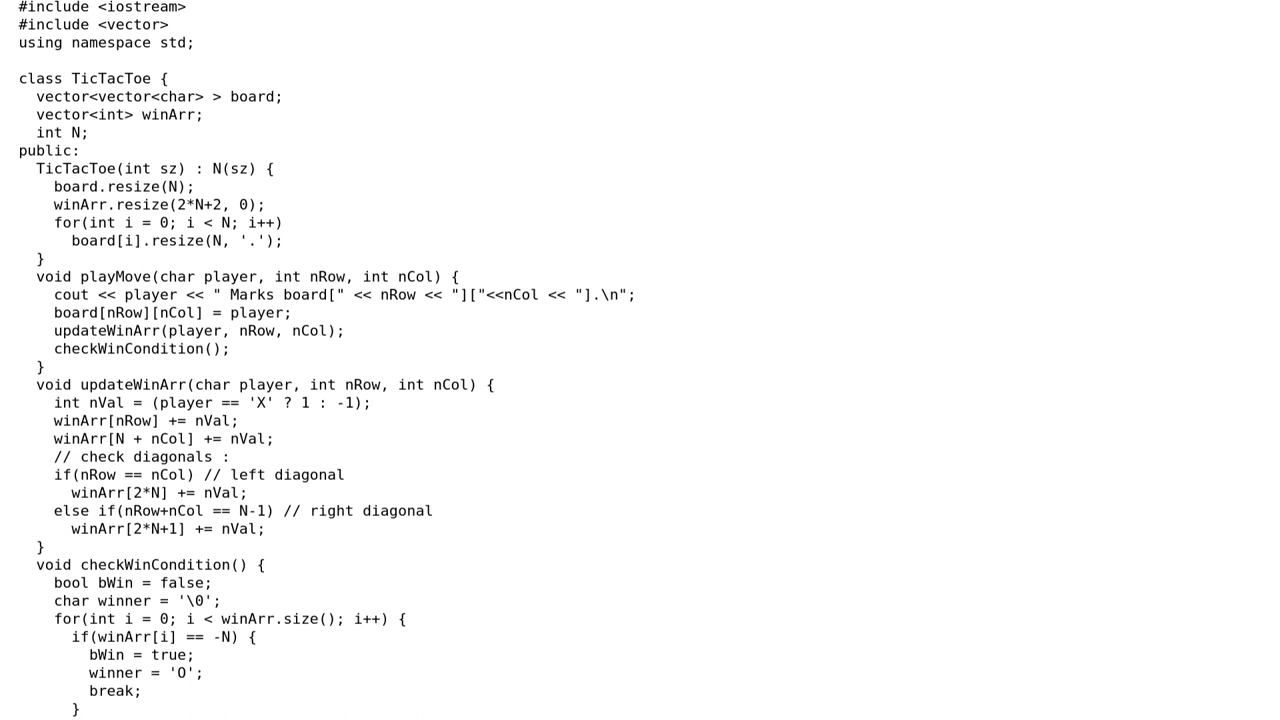 #include <iostream>
#include <vector>
using namespace std;

class TicTacToe {
  vector<vector<char> > board;
  vector<int> winArr;
  int N;
public:
  TicTacToe(int sz) : N(sz) {
    board.resize(N);
    winArr.resize(2*N+2, 0);
    for(int i = 0; i < N; i++)
      board[i].resize(N, '.');
  }
  void playMove(char player, int nRow, int nCol) {
    cout << player << " Marks board[" << nRow << "]["<<nCol << "].\n";
    board[nRow][nCol] = player;
    updateWinArr(player, nRow, nCol);
    checkWinCondition();
  }
  void updateWinArr(char player, int nRow, int nCol) {
    int nVal = (player == 'X' ? 1 : -1);
    winArr[nRow] += nVal;
    winArr[N + nCol] += nVal;
    // check diagonals :
    if(nRow == nCol) // left diagonal
      winArr[2*N] += nVal;
    else if(nRow+nCol == N-1) // right diagonal
      winArr[2*N+1] += nVal;
  }
  void checkWinCondition() {
    bool bWin = false;
    char winner = '\0';
    for(int i = 0; i < winArr.size(); i++) {
      if(winArr[i] == -N) {
        bWin = true;
        winner = 'O';
        break;
      }